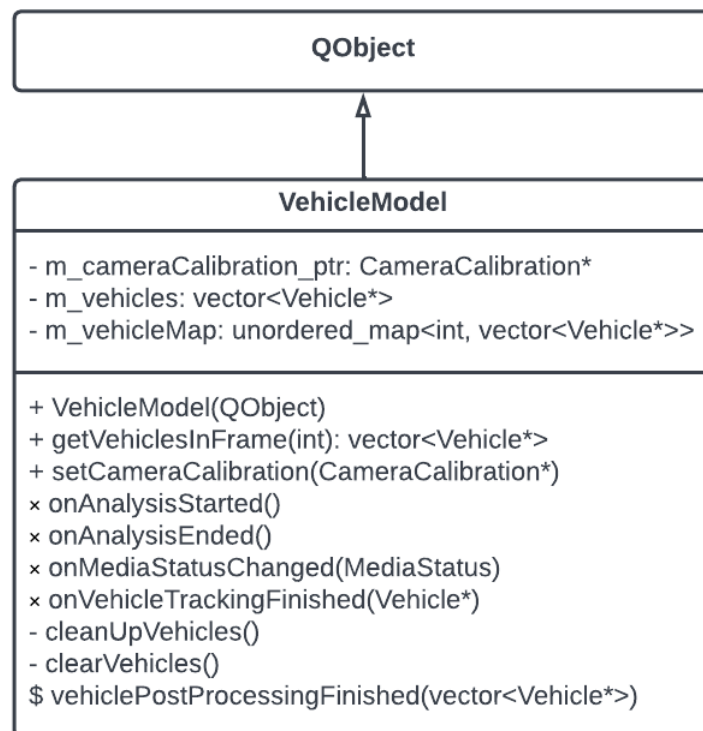 QObject
VehicleModel
- m_cameraCalibration_ptr: CameraCalibration*
- m_vehicles: vector<Vehicle*>
- m_vehicleMap: unordered_map<int, vector<Vehicle*>>
+ VehicleModel(QObject)
+ getVehiclesInFrame(int): vector<Vehicle*>
+ setCameraCalibration(CameraCalibration*)
× onAnalysisStarted()
× onAnalysisEnded()
× onMediaStatusChanged(MediaStatus)
× onVehicleTrackingFinished(Vehicle*)
- cleanUpVehicles()
- clearVehicles()
$ vehiclePostProcessingFinished(vector<Vehicle*>)